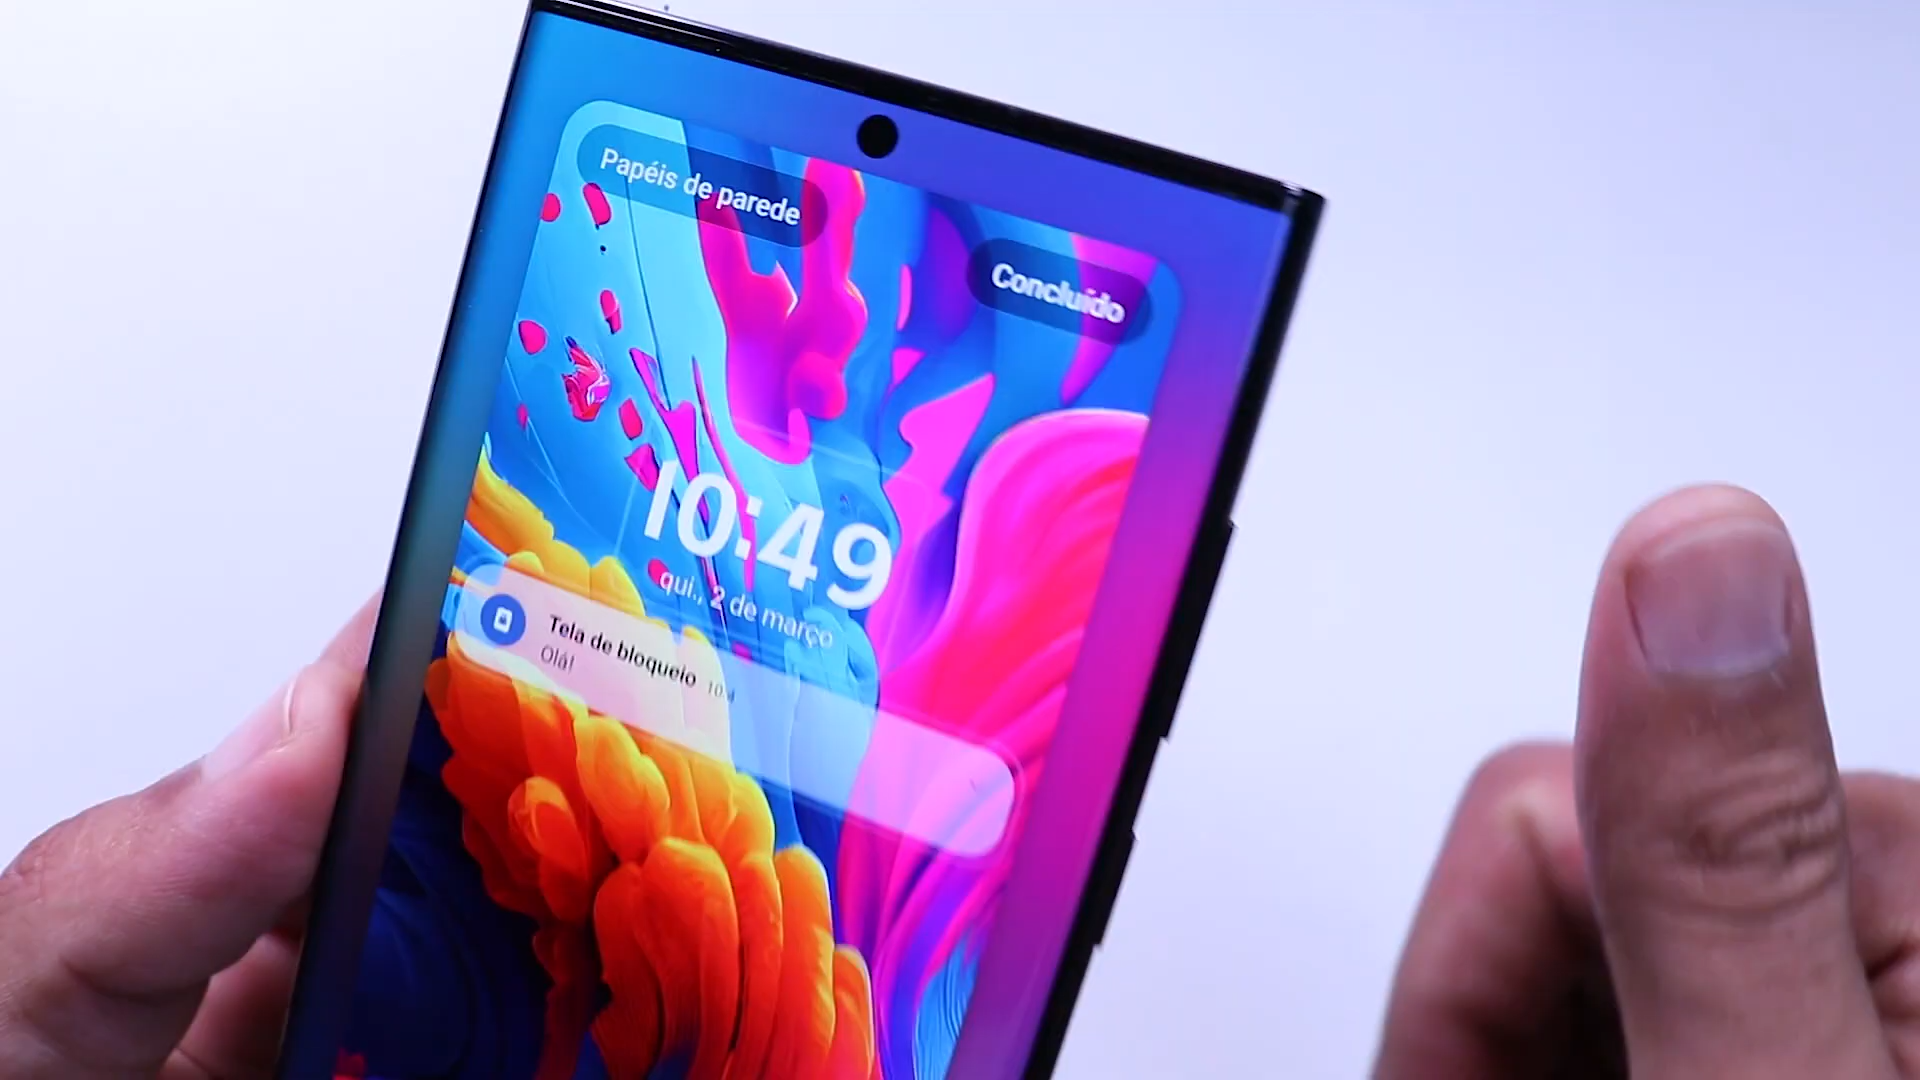 Papéis de parede
Concluído
10:49
qui., 2 de março
Tela de bloqueio
Olá!